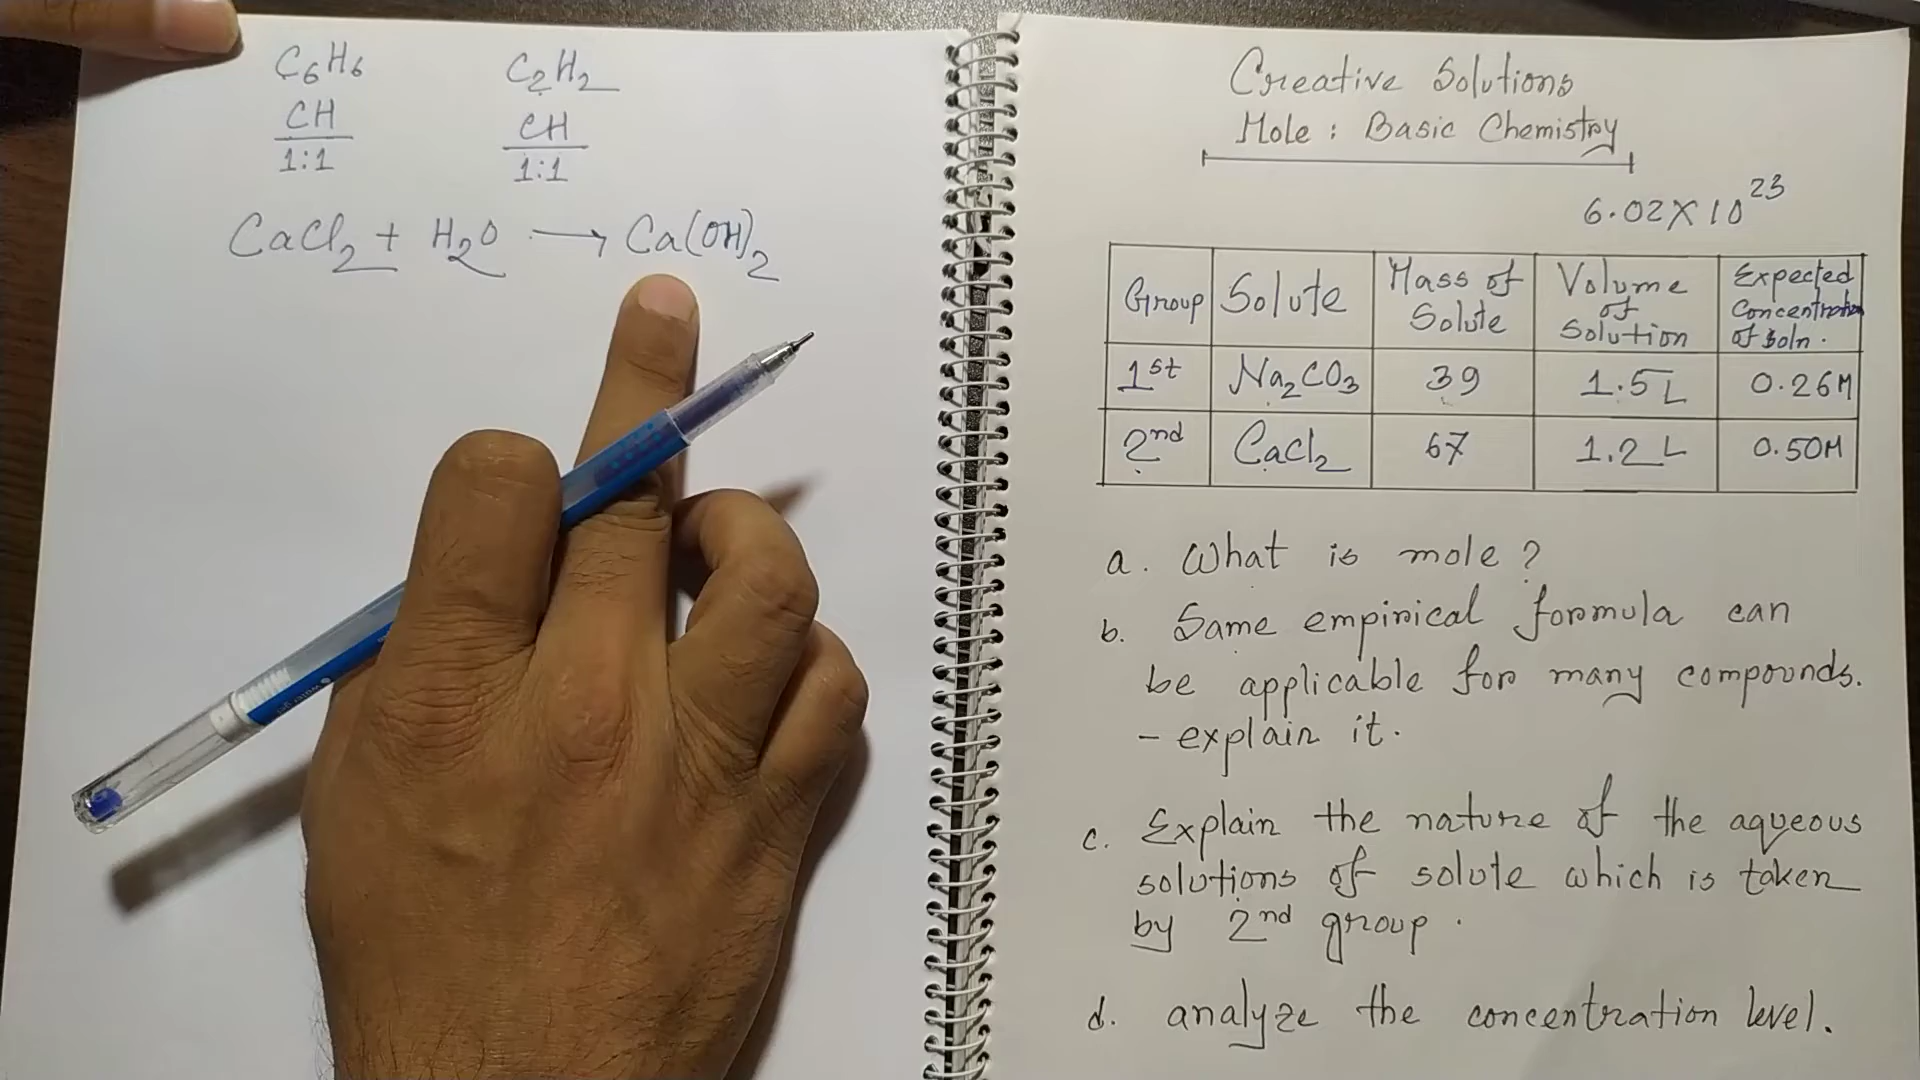 C₆H₆ C₂H₂
CH CH
1:1 1:1
CaCl₂ + H₂O → Ca(OH)₂
Creative Solutions
Mole : Basic Chemistry
6.02X10²³
Group Solute Mass of Solute Volume of Solution Expected Concentration of Soln.
1st Na₂CO₃ 39 1.5 L 0.26M
2nd CaCl₂ 67 1.2 L 0.50M
a. What is mole ?
b. Same empirical formula can
be applicable for many compounds.
- explain it.
c. Explain the nature of the aqueous
solutions of solute which is taken
by 2nd group.
d. analyze the concentration level.